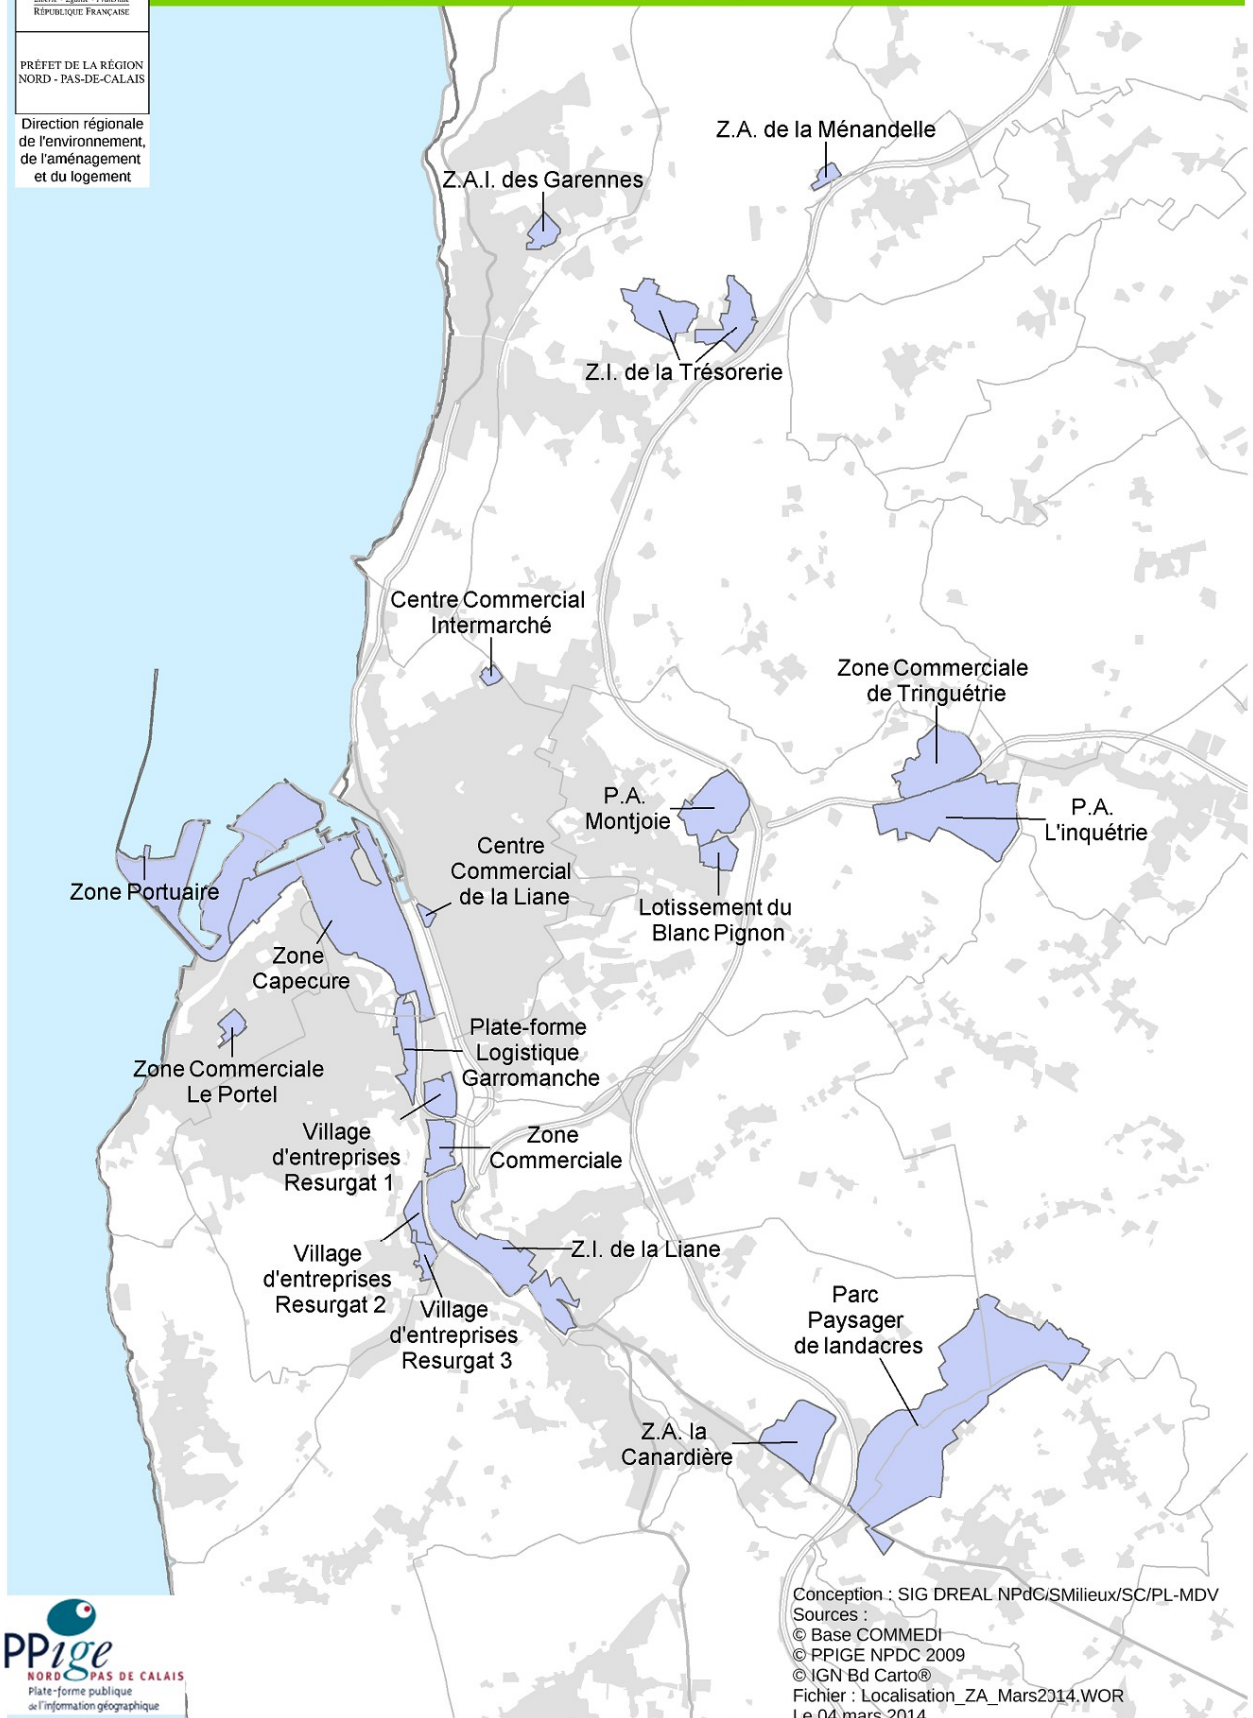 Liberté • Égalité • Fraternité
RÉPUBLIQUE FRANÇAISE
PRÉFET DE LA RÉGION
NORD - PAS-DE-CALAIS
Direction régionale
de l'environnement,
de l'aménagement
et du logement
Z.A. de la Ménandelle
Z.A.I. des Garennes
Z.I. de la Trésorerie
Centre Commercial
Intermarché
Zone Commerciale
de Tringuétrie
P.A.
Montjoie
P.A.
L'inquétrie
Centre
Commercial
de la Liane
Zone Portuaire
Lotissement du
Blanc Pignon
Zone
Capecure
Plate-forme
Logistique
Garromanche
Zone Commerciale
Le Portel
Village
d'entreprises
Resurgat 1
Zone
Commerciale
Village
d'entreprises
Resurgat 2
Z.I. de la Liane
Village
d'entreprises
Resurgat 3
Parc
Paysager
de landacres
Z.A. la
Canardière
Conception : SIG DREAL NPdC/SMilieux/SC/PL-MDV
Sources :
© Base COMMEDI
© PPIGE NPDC 2009
© IGN Bd Carto®
Fichier : Localisation_ZA_Mars2014.WOR
Le 04 mars 2014
PPige
NORD PAS DE CALAIS
Plate-forme publique
de l'information géographique